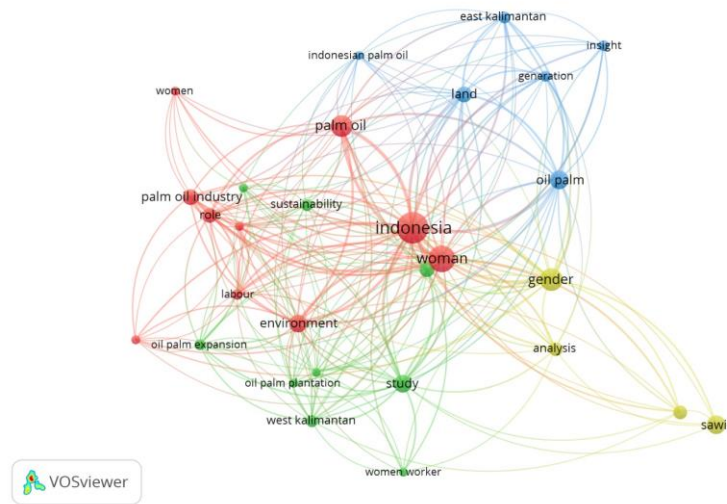 east kalimantan
insight
indonesian palm oil
generation
women
land
palm oil
oil palm
palm oil industry
sustainability
role
indonesia
woman
gender
labour
environment
oil palm expansion
analysis
oil palm plantation
study
west kalimantan
sawi
women worker
VOSviewer